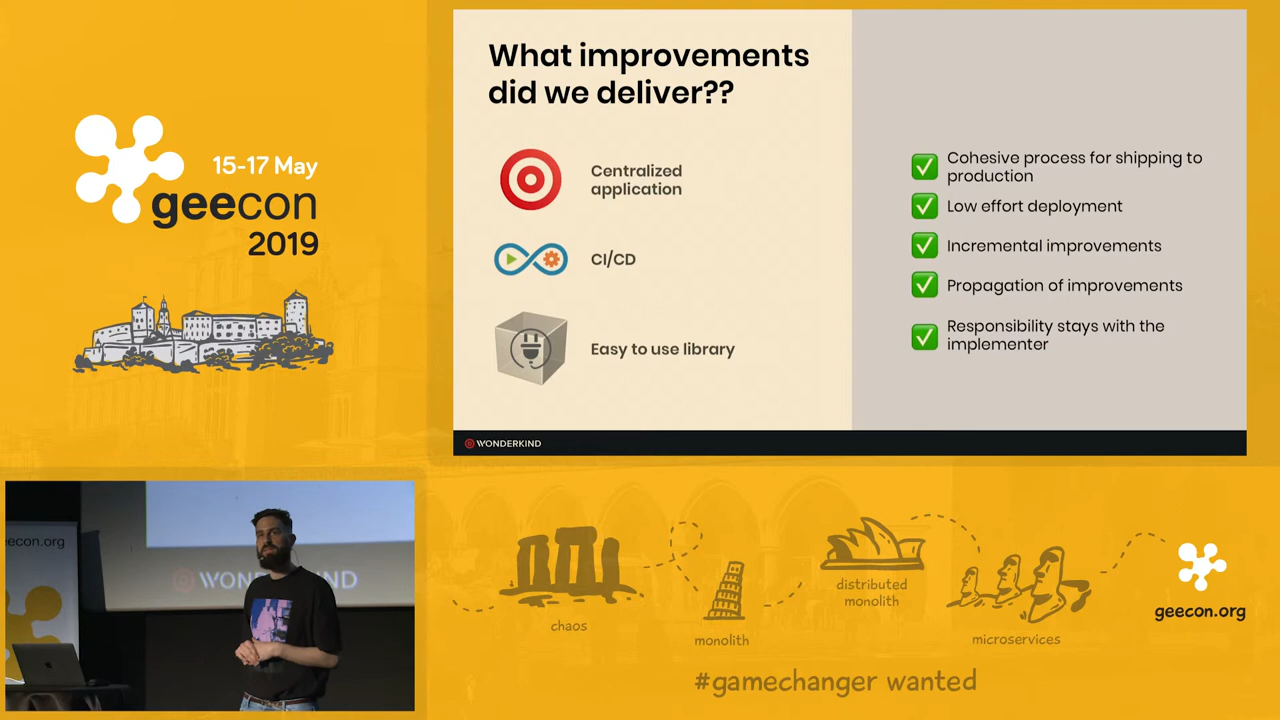 15-17 May
geecon
2019
What improvements
did we deliver??
Centralized
application
CI/CD
Easy to use library
Cohesive process for shipping to
production
Low effort deployment
Incremental improvements
Propagation of improvements
Responsibility stays with the
implementer
WONDERKIND
econ.org
WONDERKIND
chaos
monolith
distributed
monolith
microservices
geecon.org
#gamechanger wanted